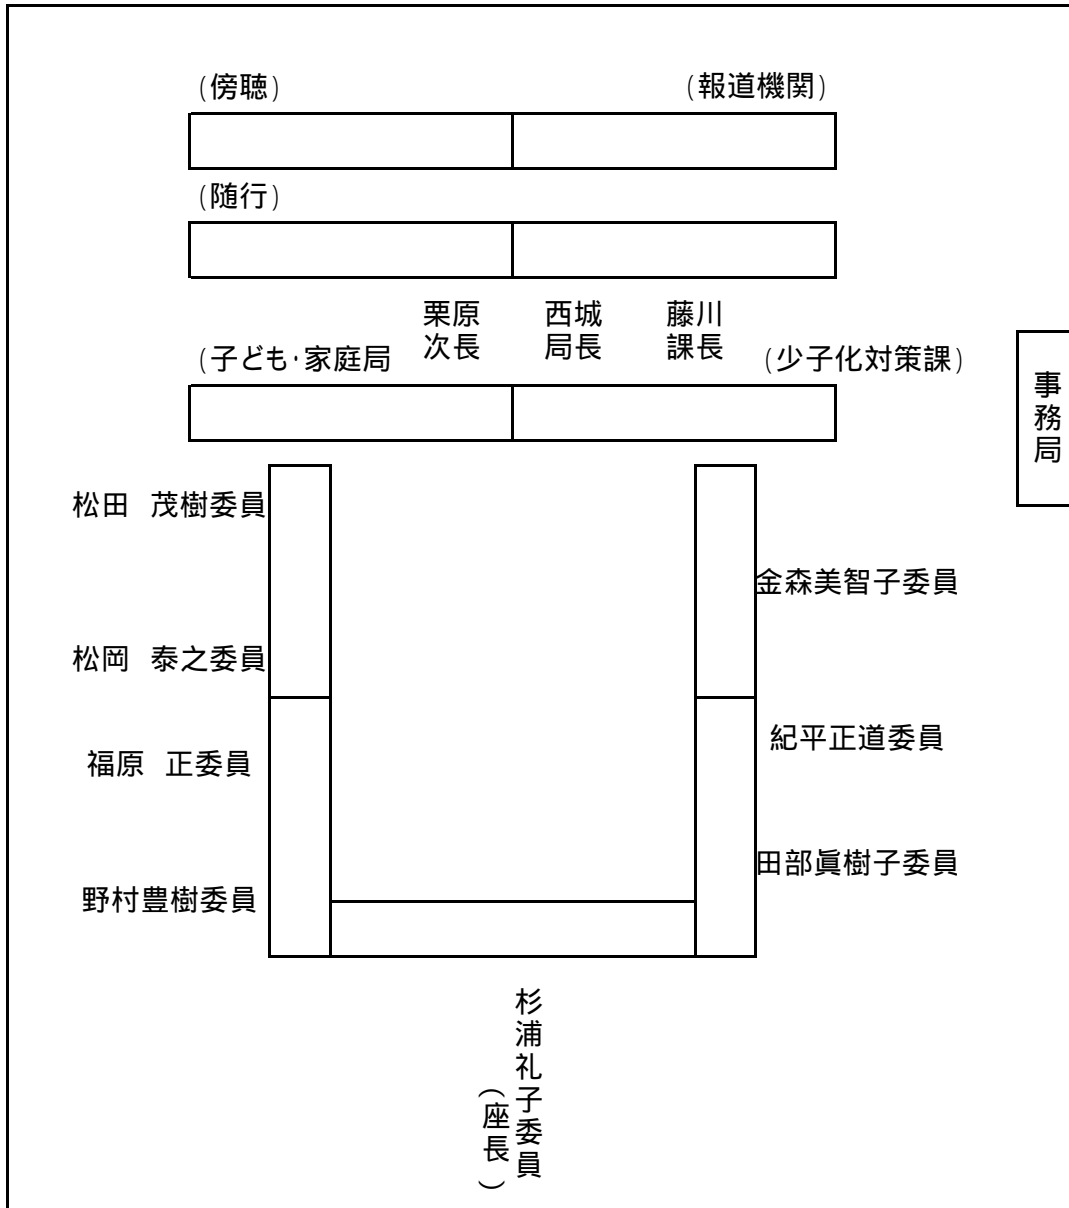 (傍聴)
(報道機関)
(随行)
栗原
次長
西城
局長
藤川
課長
(子ども・家庭局
(少子化対策課)
事務局
松田 茂樹委員
金森美智子委員
松岡 泰之委員
紀平正道委員
福原 正委員
田部眞樹子委員
野村豊樹委員
杉浦礼子委員
(座長)